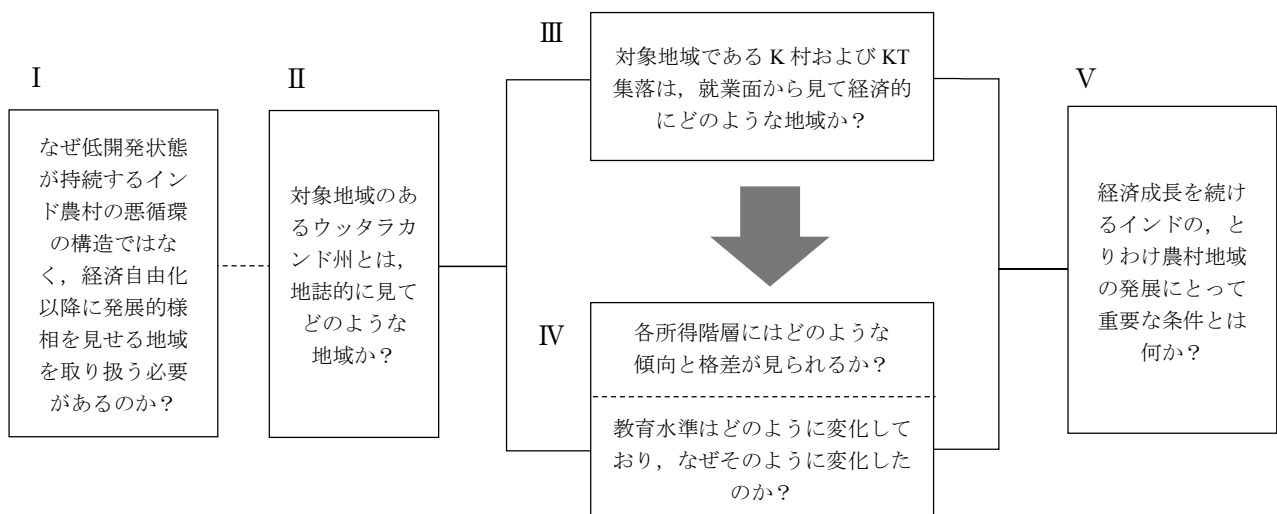 Ⅰ
なぜ低開発状態
が持続するイン
ド農村の悪循環
の構造ではな
く，経済自由化
以降に発展的様
相を見せる地域
を取り扱う必要
があるのか？
Ⅱ
対象地域のあ
るウッタラカ
ンド州とは，
地誌的に見て
どのような
地域か？
Ⅲ
対象地域である K 村および KT
集落は，就業面から見て経済的
にどのような地域か？
Ⅳ
各所得階層にはどのような
傾向と格差が見られるか？
教育水準はどのように変化して
おり，なぜそのように変化した
のか？
Ⅴ
経済成長を続け
るインドの，と
りわけ農村地域
の発展にとって
重要な条件とは
何か？